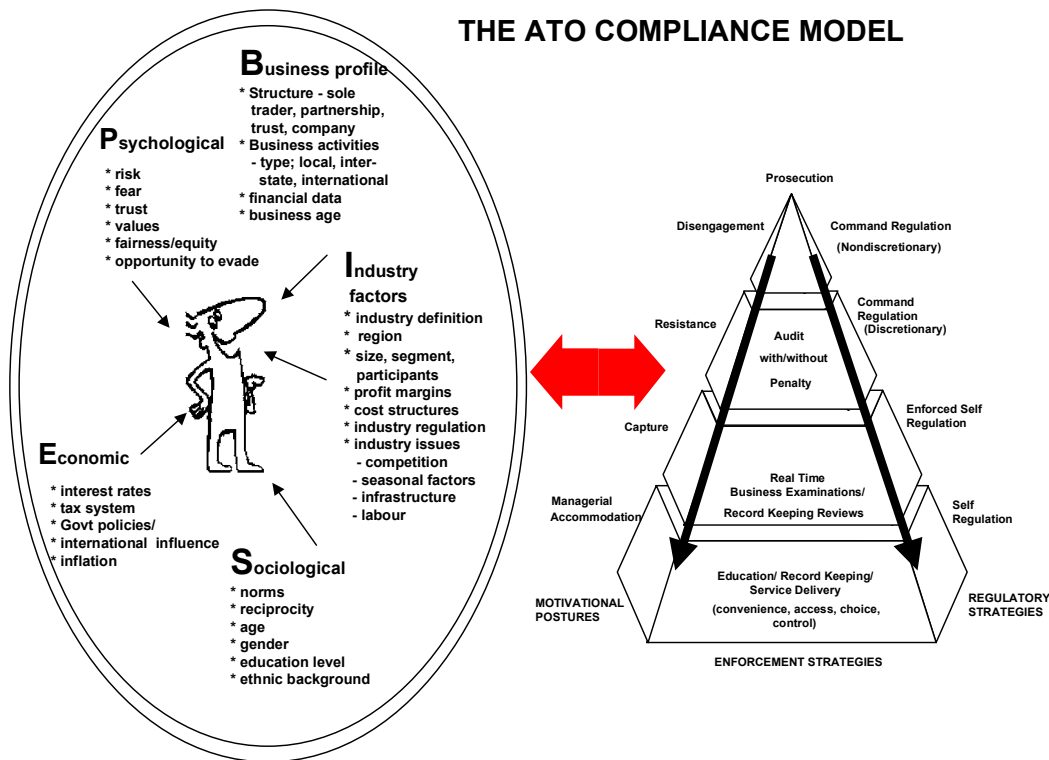 THE ATO COMPLIANCE MODEL
Business profile
* Structure - sole
trader, partnership,
trust, company
* Business activities
- type; local, inter-
state, international
* financial data
* business age
Psychological
* risk
* fear
* trust
* values
* fairness/equity
* opportunity to evade
Industry
factors
* industry definition
* region
* size, segment,
participants
* profit margins
* cost structures
* industry regulation
* industry issues
- competition
- seasonal factors
- infrastructure
- labour
Economic
* interest rates
* tax system
* Govt policies/
* international influence
* inflation
Sociological
* norms
* reciprocity
* age
* gender
* education level
* ethnic background
Prosecution
Disengagement
Command Regulation
(Nondiscretionary)
Resistance
Command
Regulation
(Discretionary)
Audit
with/without
Penalty
Capture
Enforced Self
Regulation
Real Time
Business Examinations/
Record Keeping Reviews
Managerial
Accommodation
Self
Regulation
Education/ Record Keeping/
Service Delivery
(convenience, access, choice,
control)
MOTIVATIONAL
POSTURES
REGULATORY
STRATEGIES
ENFORCEMENT STRATEGIES